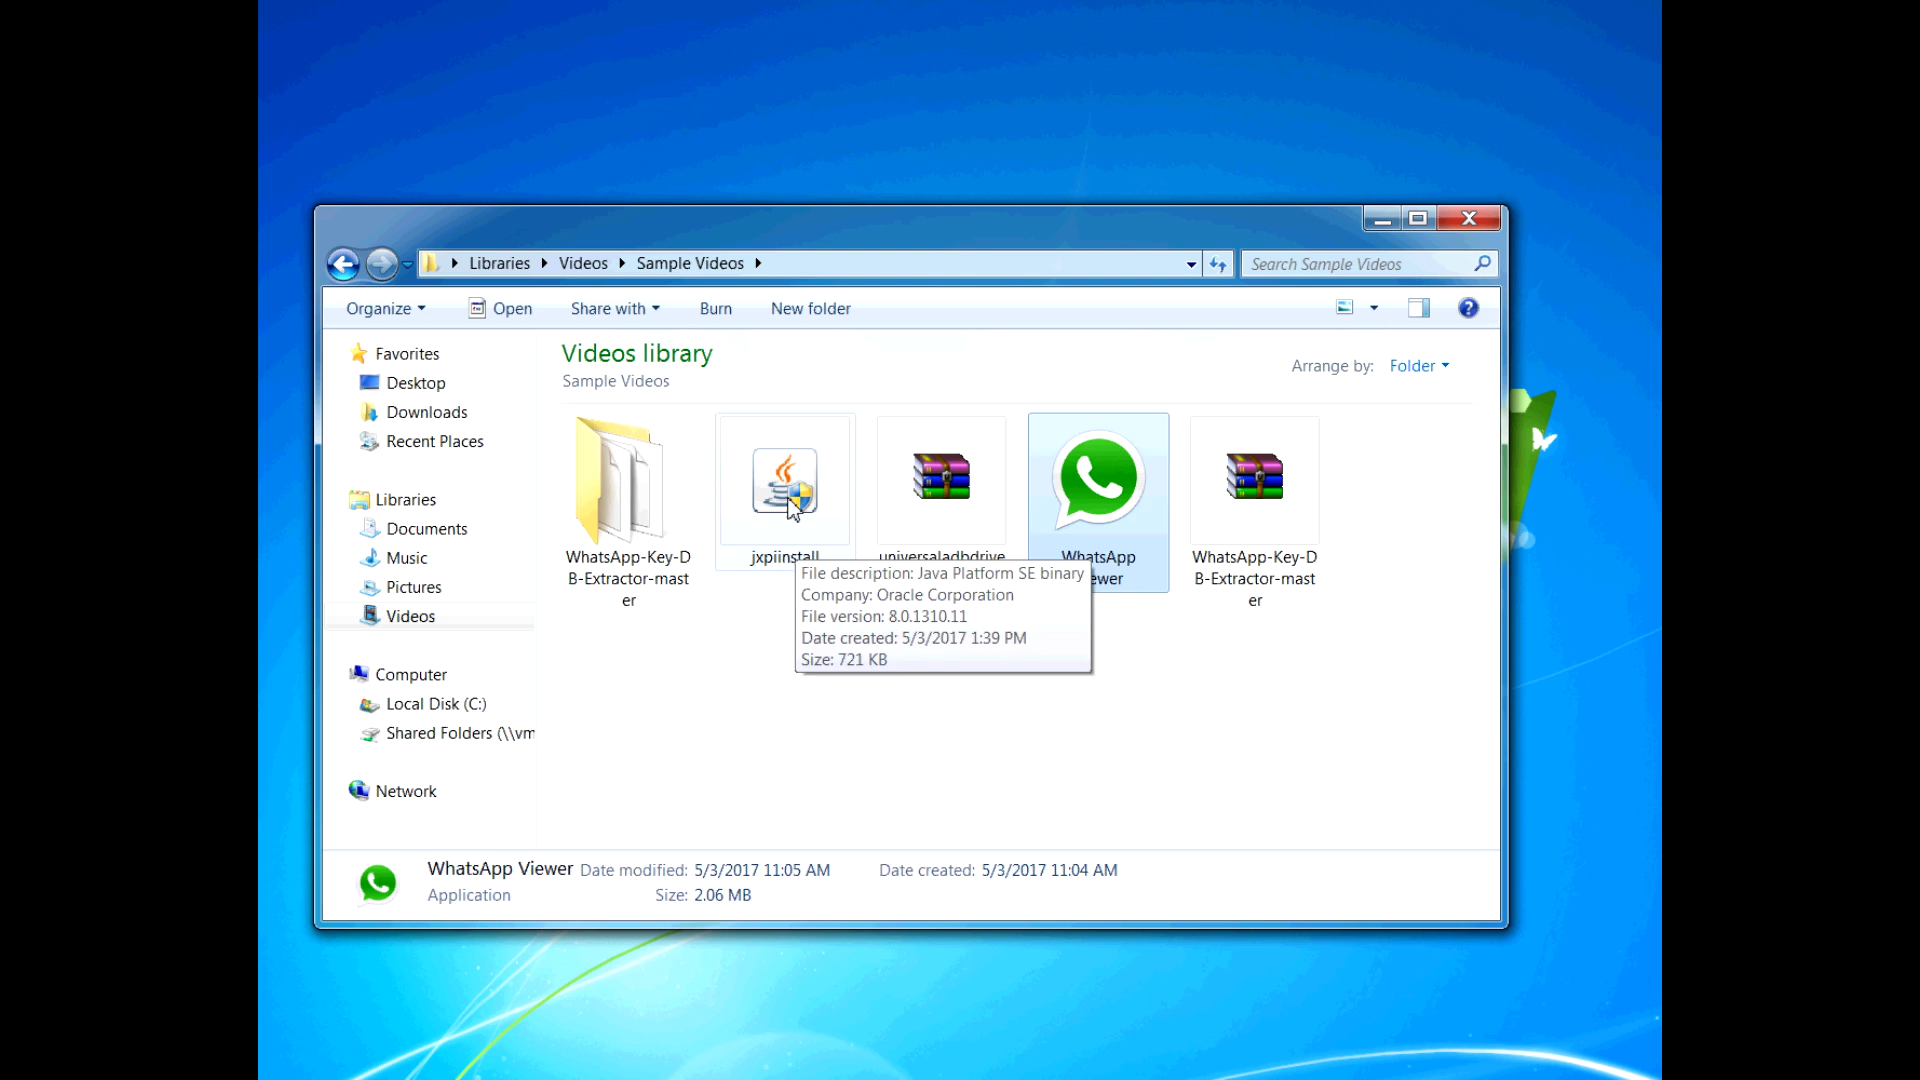 Libraries Videos Sample Videos
Search Sample Videos
Organize Open Share with Burn New folder
Favorites
Desktop
Downloads
Recent Places
Libraries
Documents
Music
Pictures
Videos
Computer
Local Disk (C:)
Shared Folders (\\vm
Network
Videos library
Sample Videos
Arrange by: Folder
WhatsApp-Key-D
B-Extractor-mast
er
jxpiinstall
universaladbdrive
WhatsApp
ewer
WhatsApp-Key-D
B-Extractor-mast
er
File description: Java Platform SE binary
Company: Oracle Corporation
File version: 8.0.1310.11
Date created: 5/3/2017 1:39 PM
Size: 721 KB
WhatsApp Viewer Date modified: 5/3/2017 11:05 AM Date created: 5/3/2017 11:04 AM
Application Size: 2.06 MB